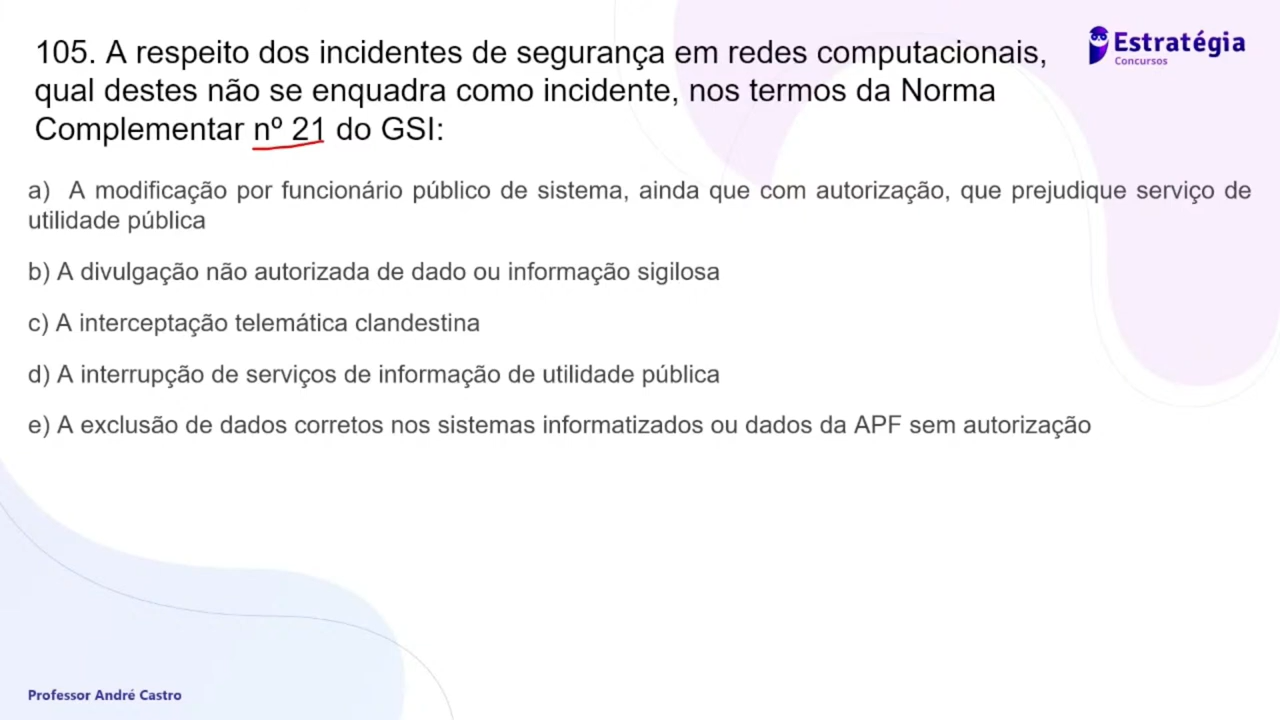 105. A respeito dos incidentes de segurança em redes computacionais,
qual destes não se enquadra como incidente, nos termos da Norma
Complementar nº 21 do GSI:
Estratégia
Concursos
a) A modificação por funcionário público de sistema, ainda que com autorização, que prejudique serviço de
utilidade pública
b) A divulgação não autorizada de dado ou informação sigilosa
c) A interceptação telemática clandestina
d) A interrupção de serviços de informação de utilidade pública
e) A exclusão de dados corretos nos sistemas informatizados ou dados da APF sem autorização
Professor André Castro